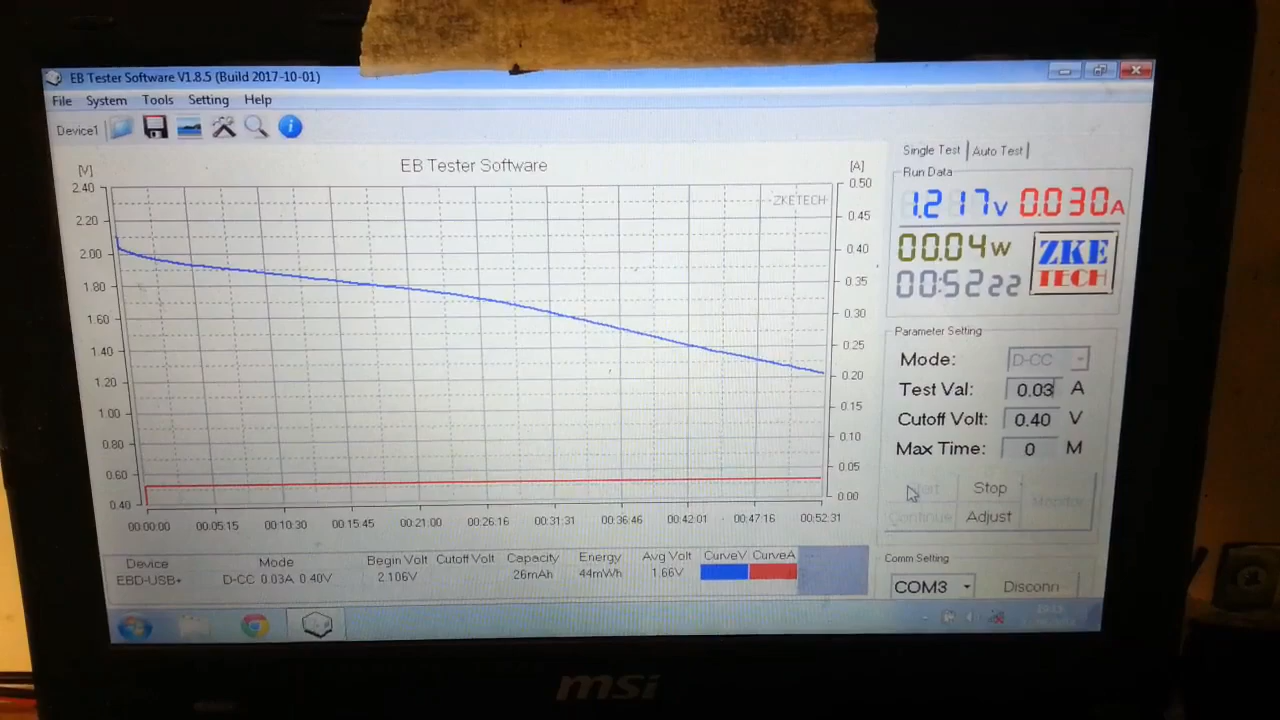 EB Tester Software V1.8.5 (Build 2017-10-01)
File System Tools Setting Help
Device1
Single Test Auto Test
EB Tester Software
[V] [A]
ZKETECH
2.40
2.20
2.00
1.80
1.60
1.40
1.20
1.00
0.80
0.60
0.40
0.50
0.45
0.40
0.35
0.30
0.25
0.20
0.15
0.10
0.05
0.00
00:00:00 00:05:15 00:10:30 00:15:45 00:21:00 00:26:16 00:31:31 00:36:46 00:42:01 00:47:16 00:52:31
Run Data
1.217V 0.030A
00.04W
00:52 22
ZKE
TECH
Parameter Setting
Mode: D-CC
Test Val: 0.03 A
Cutoff Volt: 0.40 V
Max Time: 0 M
Start Stop Monitor
Continue Adjust
Device Mode Begin Volt Cutoff Volt Capacity Energy Avg Volt CurveV CurveA
EBD-USB+ D-CC 0.03A 0.40V 2.106V 26mAh 44mWh 1.66V
Comm Setting
COM3 Disconn
msi